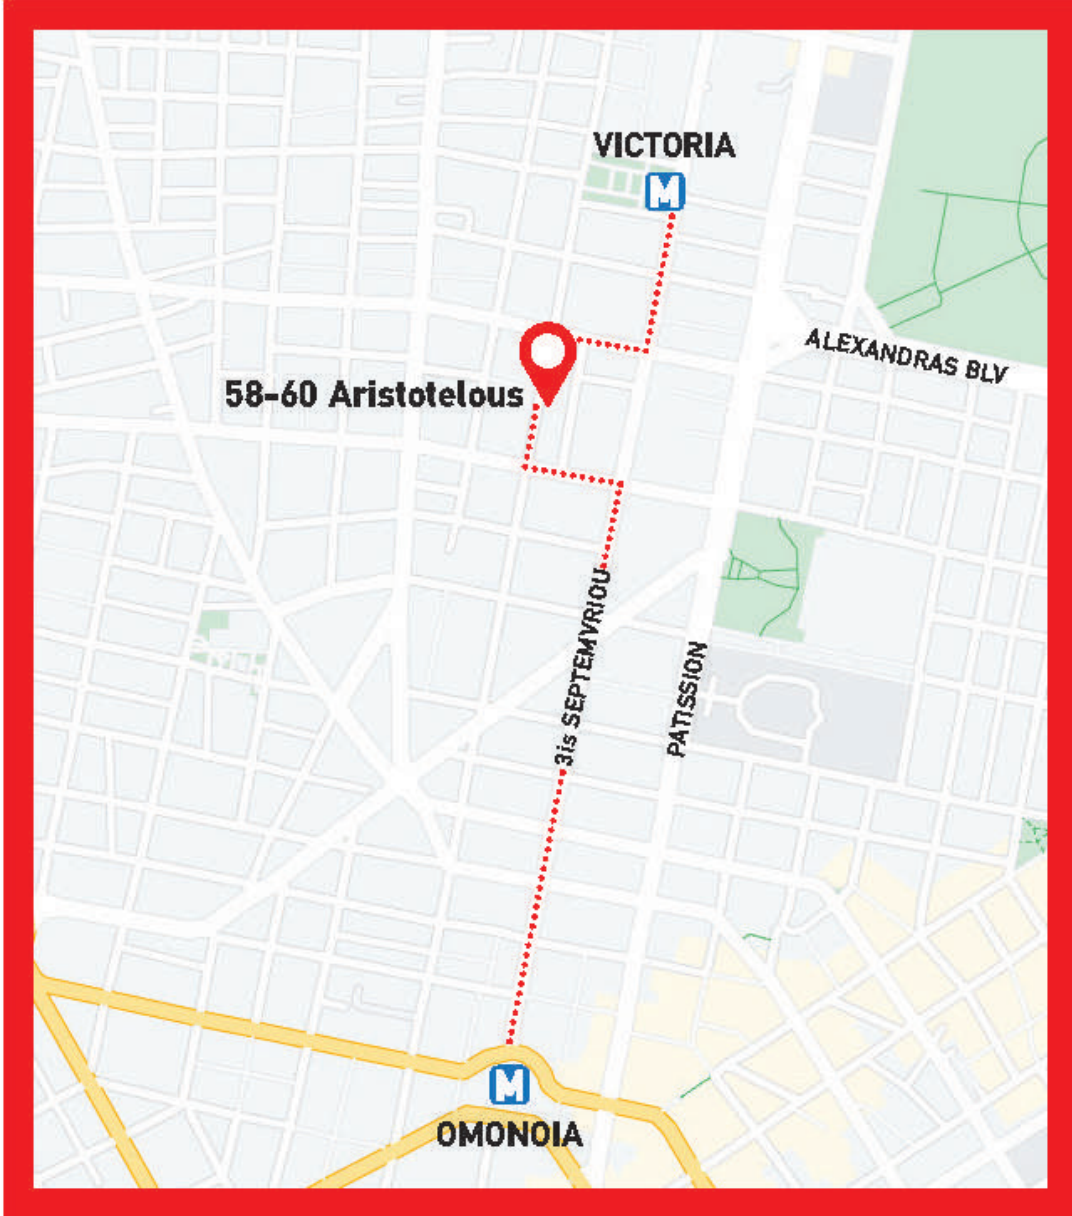 VICTORIA
M
ALEXANDRAS BLV
58-60 Aristotelous
3is SEPTEMVRIOU
PATISSION
M
OMONOIA